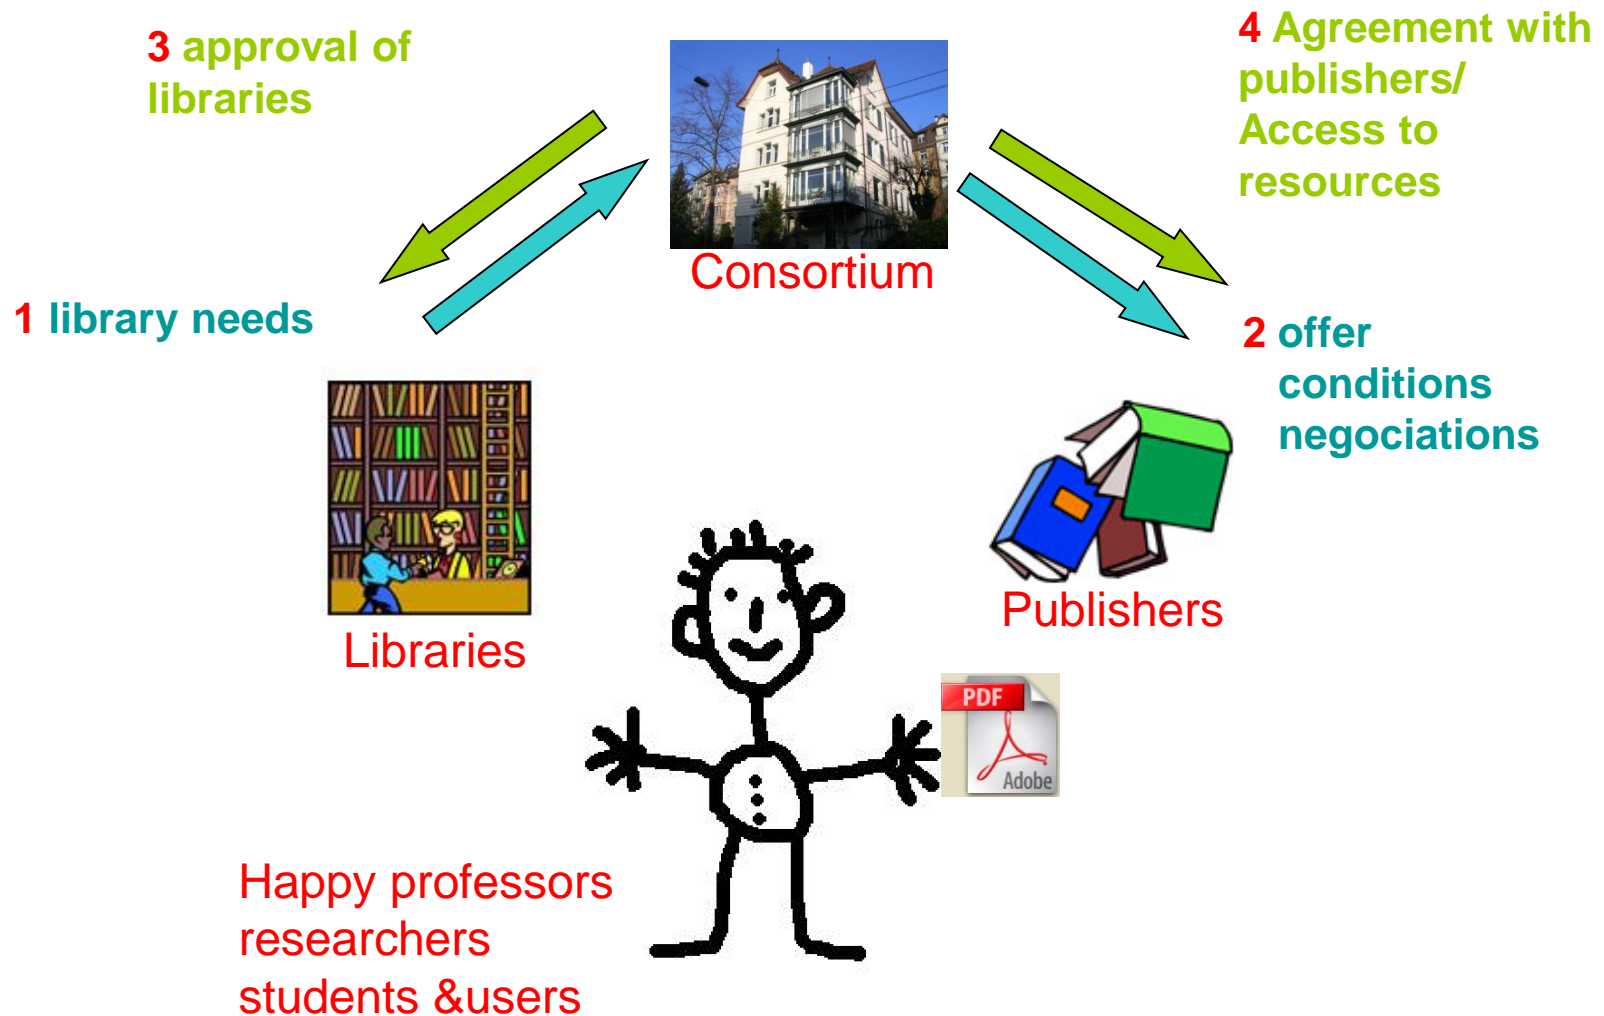 3 approval of
libraries
4 Agreement with
publishers/
Access to
resources
Consortium
1 library needs
2 offer
conditions
negociations
Libraries
Publishers
PDF
Adobe
Happy professors
researchers
students &users